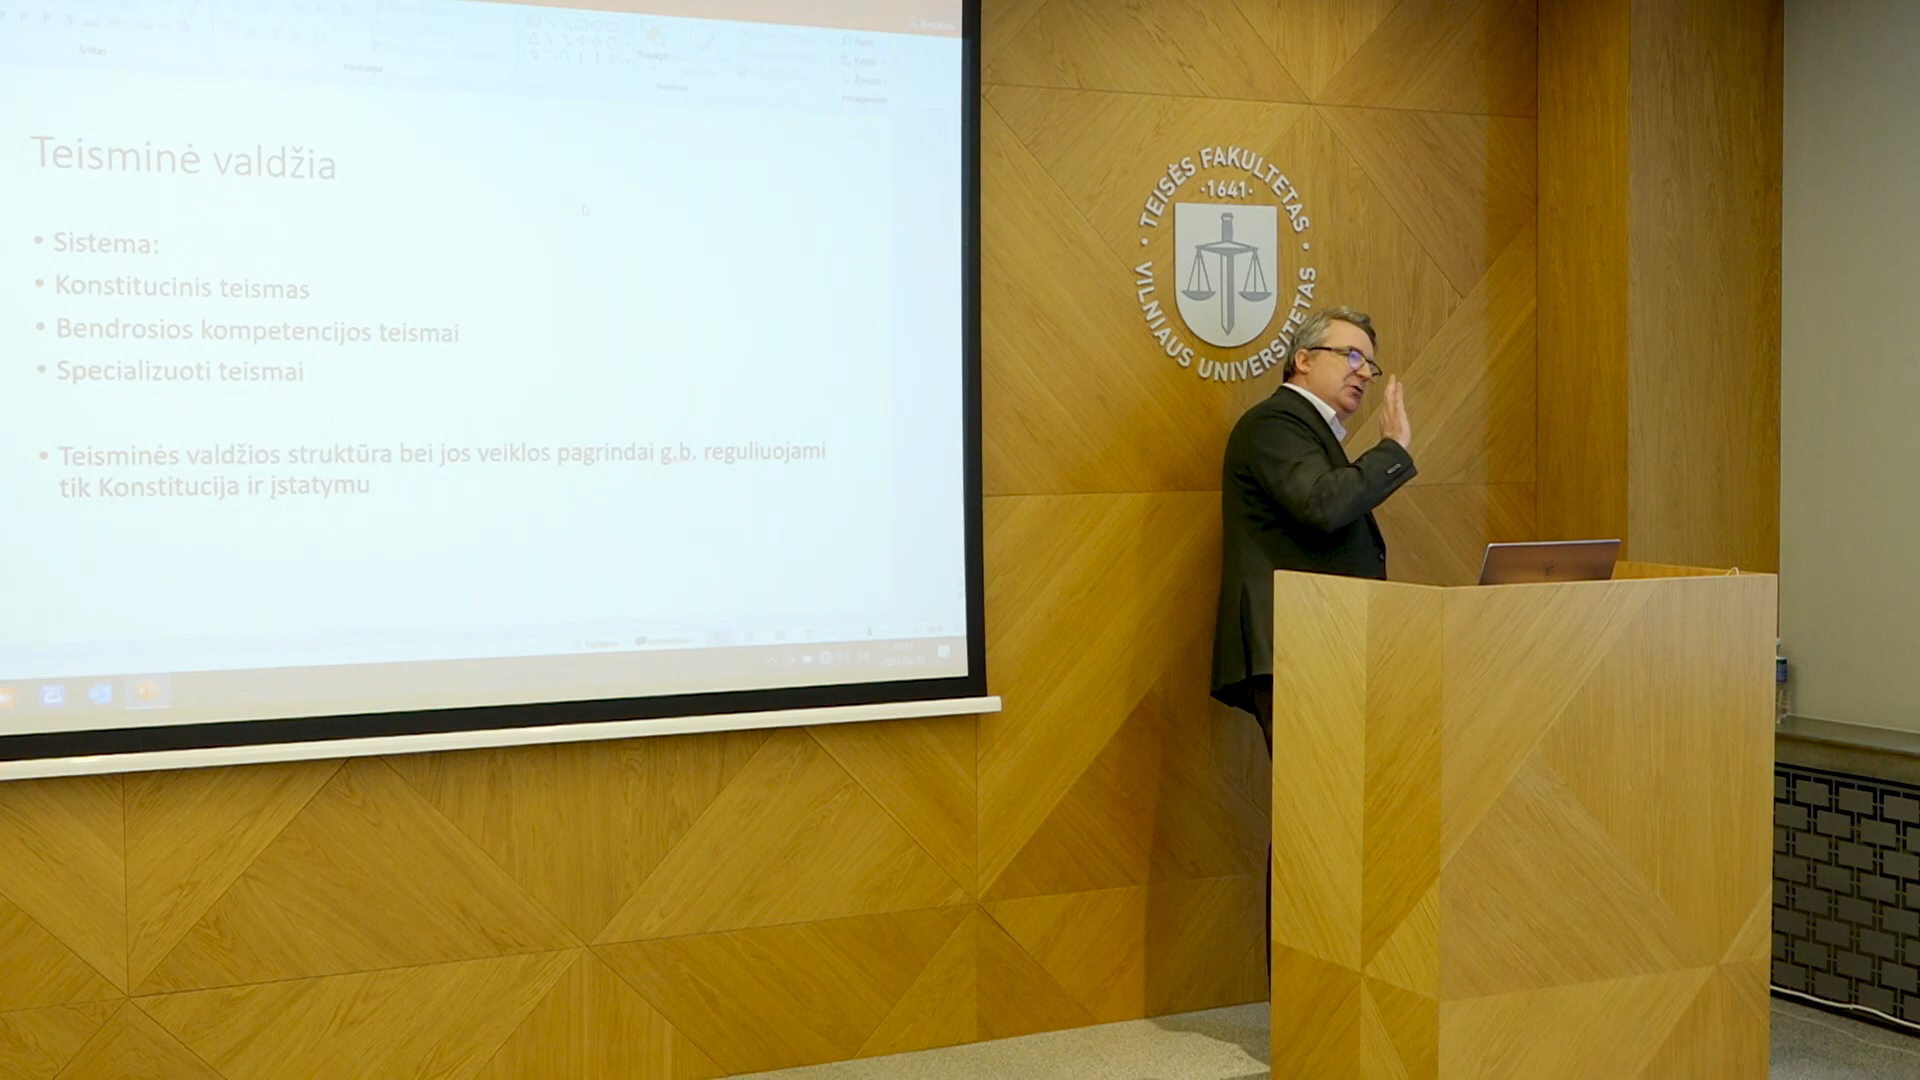 Teisminė valdžia
• Sistema:
• Konstitucinis teismas
• Bendrosios kompetencijos teismai
• Specializuoti teismai
• Teisminės valdžios struktūra bei jos veiklos pagrindai g.b. reguliuojami
tik Konstitucija ir įstatymu
• TEISĖS FAKULTETAS •
·1641·
VILNIAUS UNIVERSITETAS